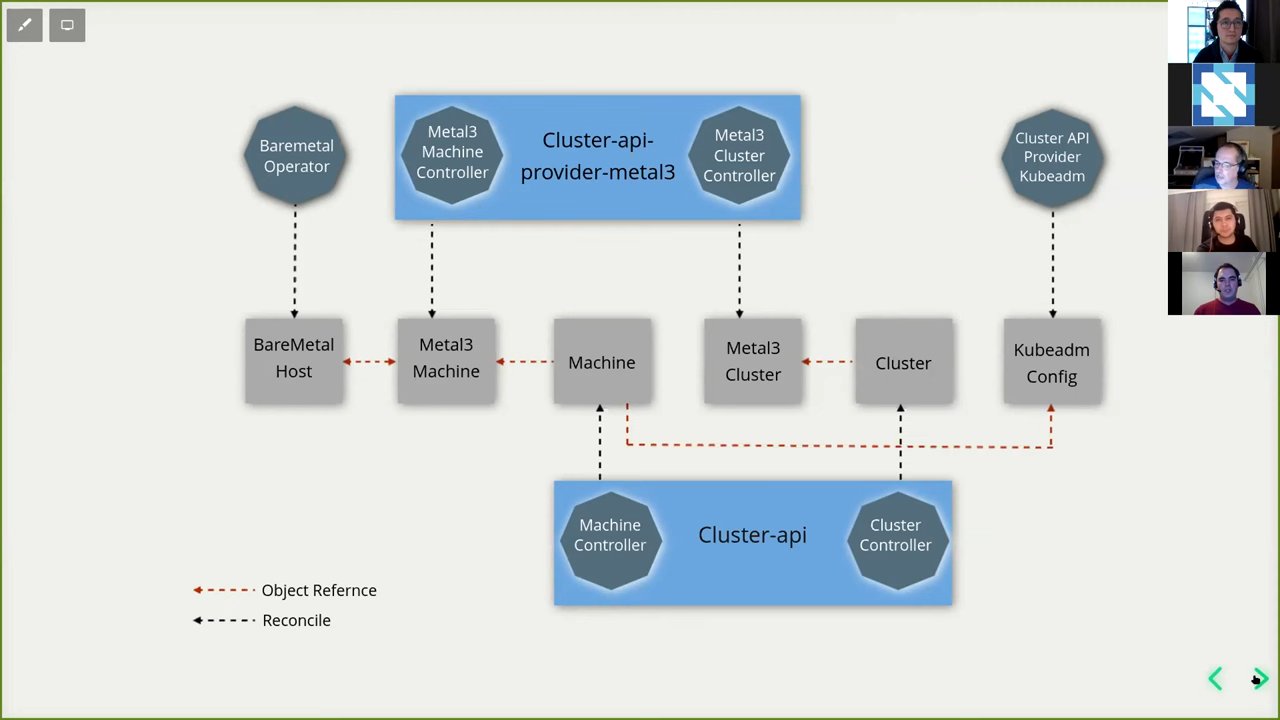 Baremetal
Operator
Metal3
Machine
Controller
Cluster-api-
provider-metal3
Metal3
Cluster
Controller
Cluster API
Provider
Kubeadm
BareMetal
Host
Metal3
Machine
Machine
Metal3
Cluster
Cluster
Kubeadm
Config
Machine
Controller
Cluster-api
Cluster
Controller
Object Refernce
Reconcile